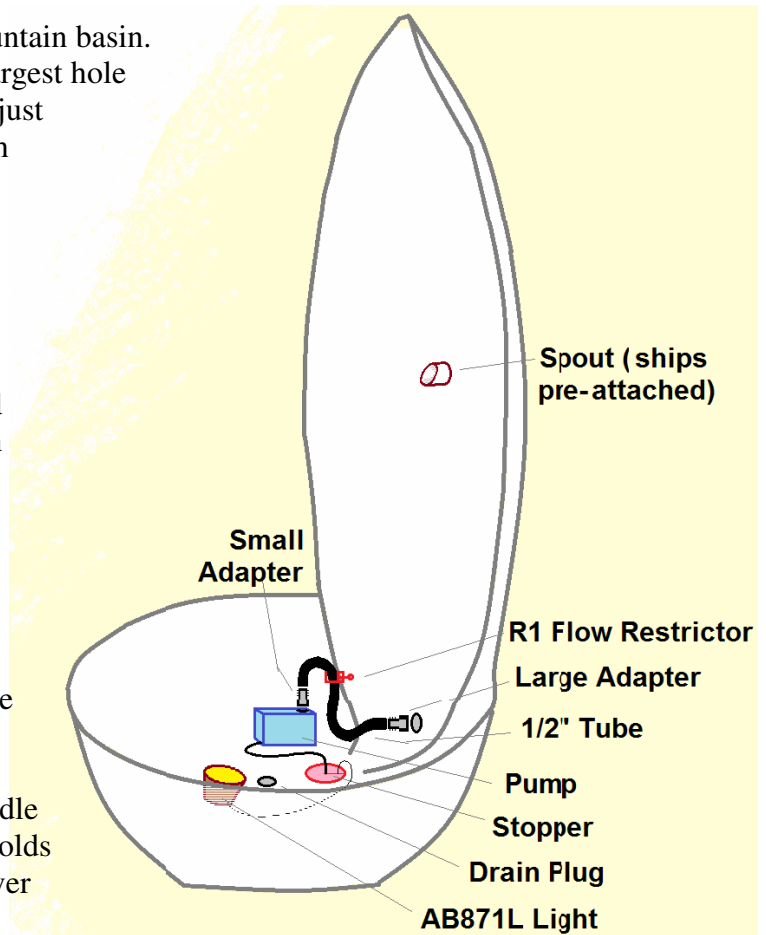 untain basin.
argest hole
just
Spout (ships
pre-attached)
Small
Adapter
R1 Flow Restrictor
Large Adapter
e
1/2" Tube
Pump
dle
Stopper
olds
Drain Plug
ver
AB871L Light